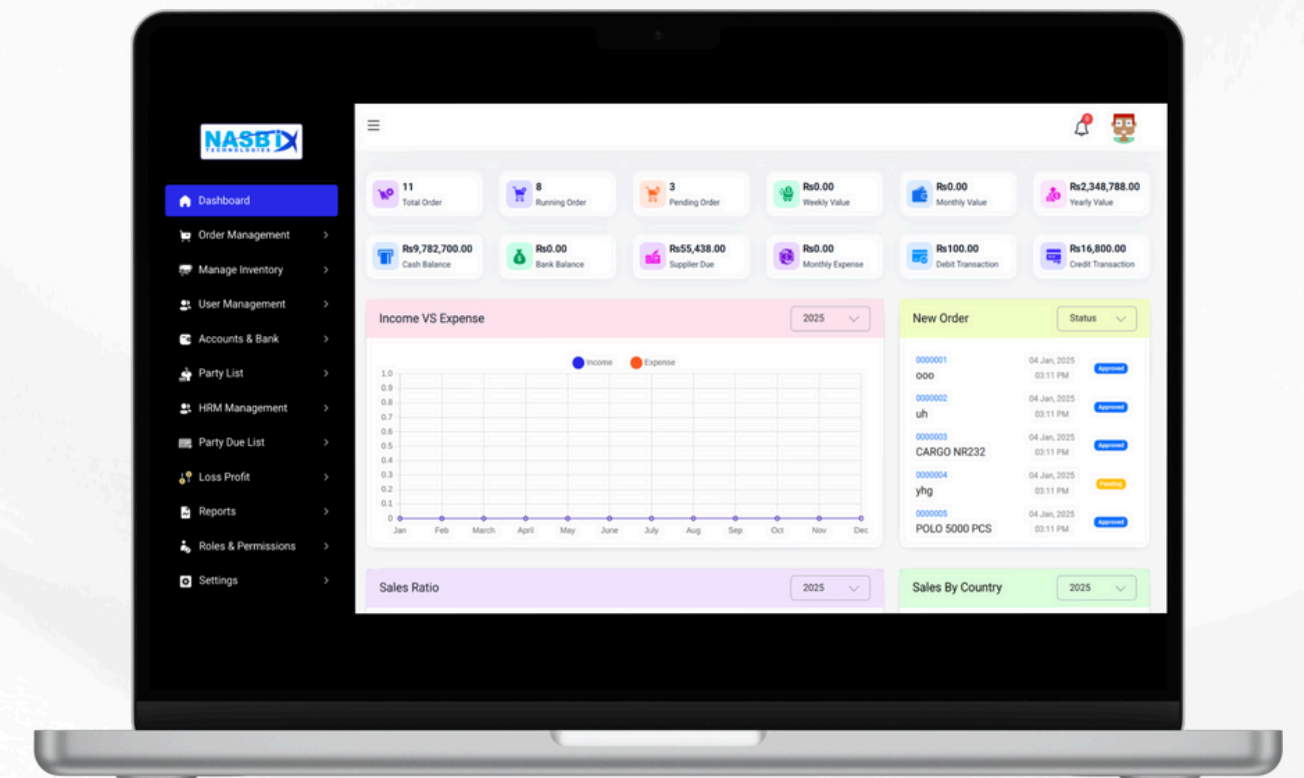 NASBIX
TECHNOLOGIES
Dashboard
Order Management
Manage Inventory
User Management
Accounts & Bank
Party List
HRM Management
Party Due List
Loss Profit
Reports
Roles & Permissions
Settings
11
Total Order
8
Running Order
3
Pending Order
Rs0.00
Weekly Value
Rs0.00
Monthly Value
Rs2,348,788.00
Yearly Value
Rs9,782,700.00
Cash Balance
Rs0.00
Bank Balance
Rs55,438.00
Supplier Due
Rs0.00
Monthly Expense
Rs100.00
Debit Transaction
Rs16,800.00
Credit Transaction
Income VS Expense
2025
Income Expense
1.0
0.9
0.8
0.7
0.6
0.5
0.4
0.3
0.2
0.1
0
Jan Feb March April May June July Aug Sep Oct Nov Dec
New Order
Status
0000001 04 Jan, 2025
ooo 03:11 PM Approved
0000002 04 Jan, 2025
uh 03:11 PM Approved
0000003 04 Jan, 2025
CARGO NR232 03:11 PM Approved
0000004 04 Jan, 2025
yhg 03:11 PM Pending
0000005 04 Jan, 2025
POLO 5000 PCS 03:11 PM Approved
Sales Ratio
2025
Sales By Country
2025